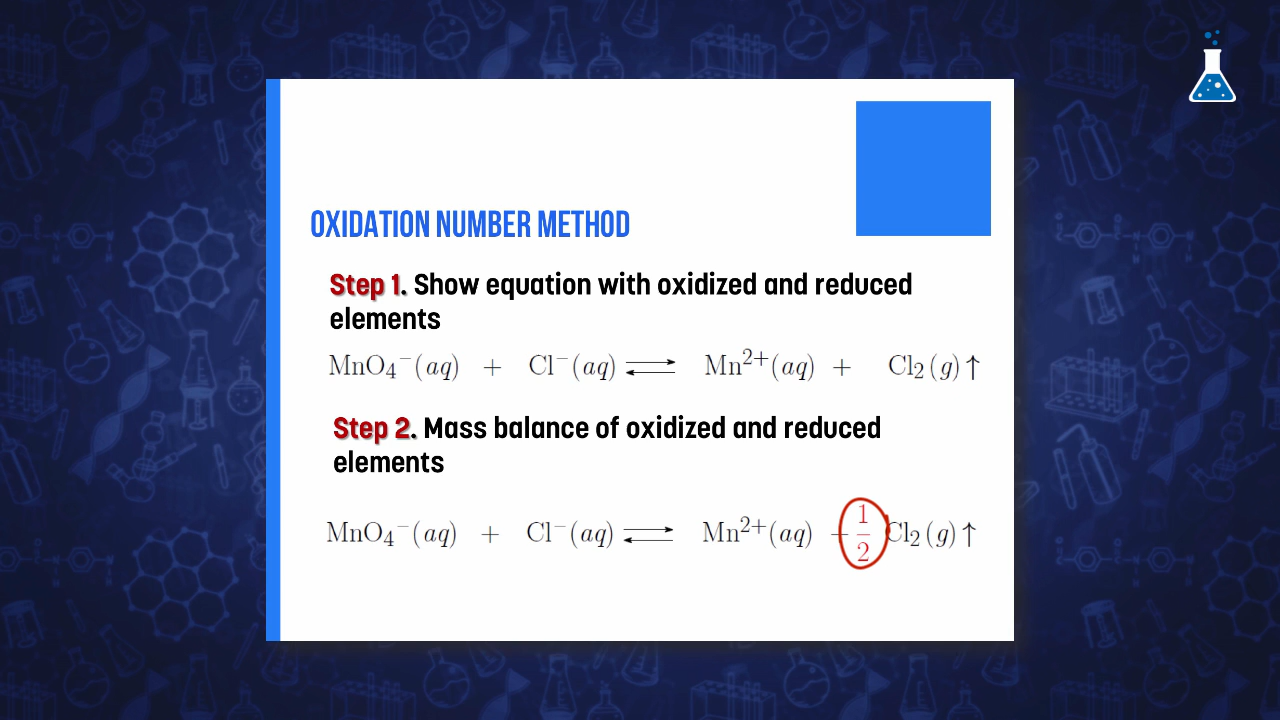 OXIDATION NUMBER METHOD
Step 1. Show equation with oxidized and reduced
elements
MnO₄⁻(aq) + Cl⁻(aq) ⇌ Mn²⁺(aq) + Cl₂(g)↑
Step 2. Mass balance of oxidized and reduced
elements
MnO₄⁻(aq) + Cl⁻(aq) ⇌ Mn²⁺(aq) + 1/2 Cl₂(g)↑